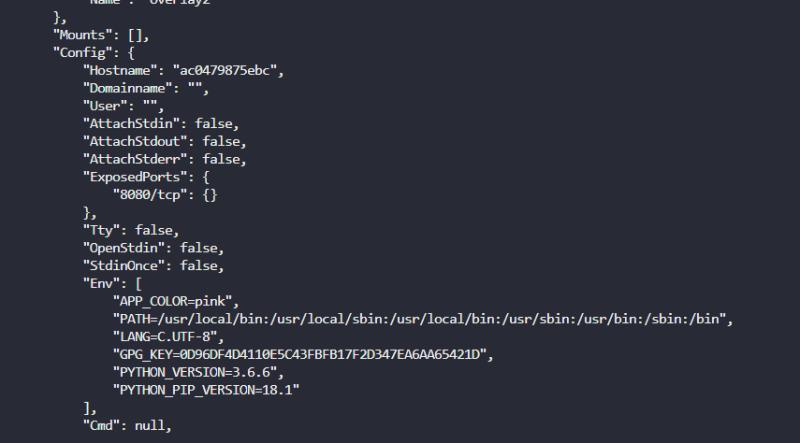 "Name": "overlay2"
},
"Mounts": [],
"Config": {
"Hostname": "ac0479875ebc",
"Domainname": "",
"User": "",
"AttachStdin": false,
"AttachStdout": false,
"AttachStderr": false,
"ExposedPorts": {
"8080/tcp": {}
},
"Tty": false,
"OpenStdin": false,
"StdinOnce": false,
"Env": [
"APP_COLOR=pink",
"PATH=/usr/local/bin:/usr/local/sbin:/usr/local/bin:/usr/sbin:/usr/bin:/sbin:/bin",
"LANG=C.UTF-8",
"GPG_KEY=0D96DF4D4110E5C43FBFB17F2D347EA6AA65421D",
"PYTHON_VERSION=3.6.6",
"PYTHON_PIP_VERSION=18.1"
],
"Cmd": null,